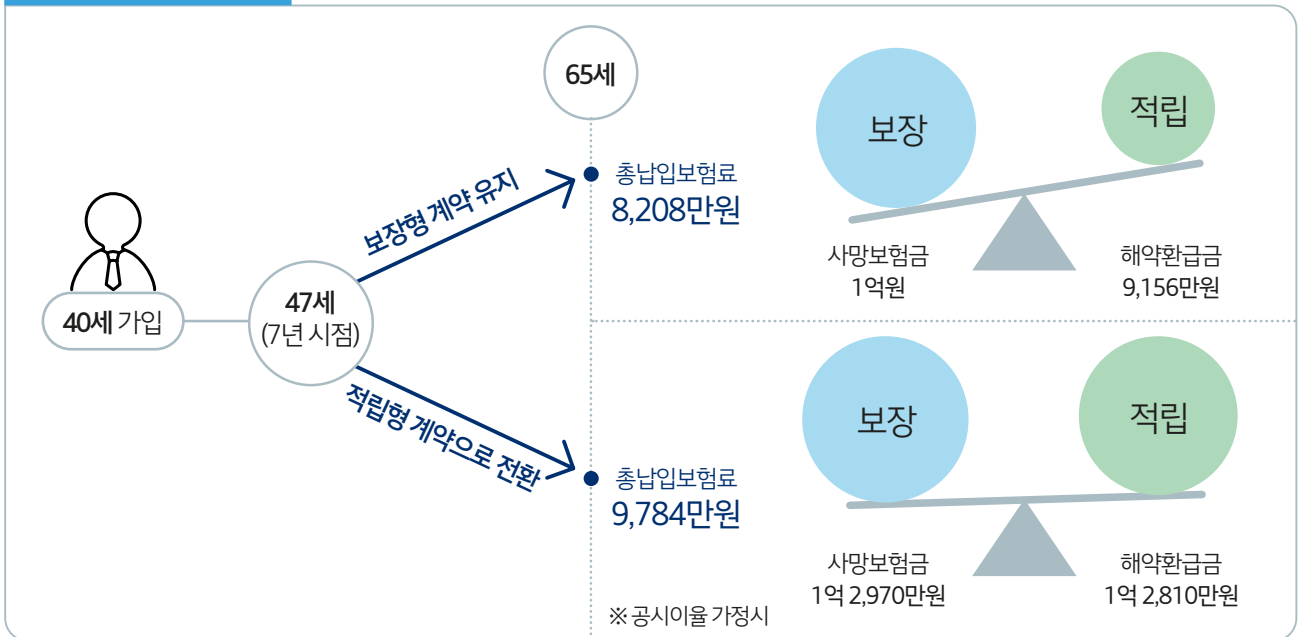 40세 가입
47세
(7년 시점)
보장형 계약 유지
적립형 계약으로 전환
65세
총납입보험료
8,208만원
보장
적립
사망보험금
1억원
해약환급금
9,156만원
총납입보험료
9,784만원
※ 공시이율 가정시
보장
적립
사망보험금
1억 2,970만원
해약환급금
1억 2,810만원